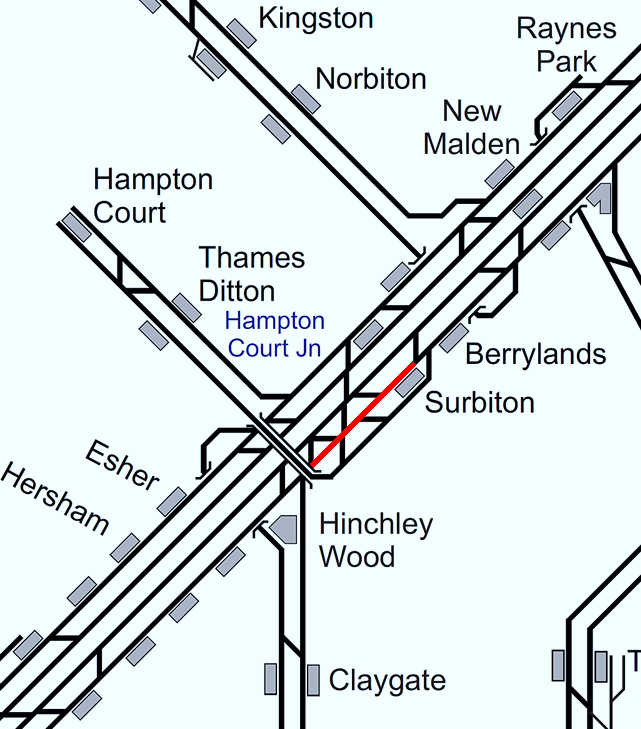 Kingston
Raynes
Park
Norbiton
New
Malden
Hampton
Court
Thames
Ditton
Hampton
Court Jn
Berrylands
Surbiton
Esher
Hersham
Hinchley
Wood
Claygate
T